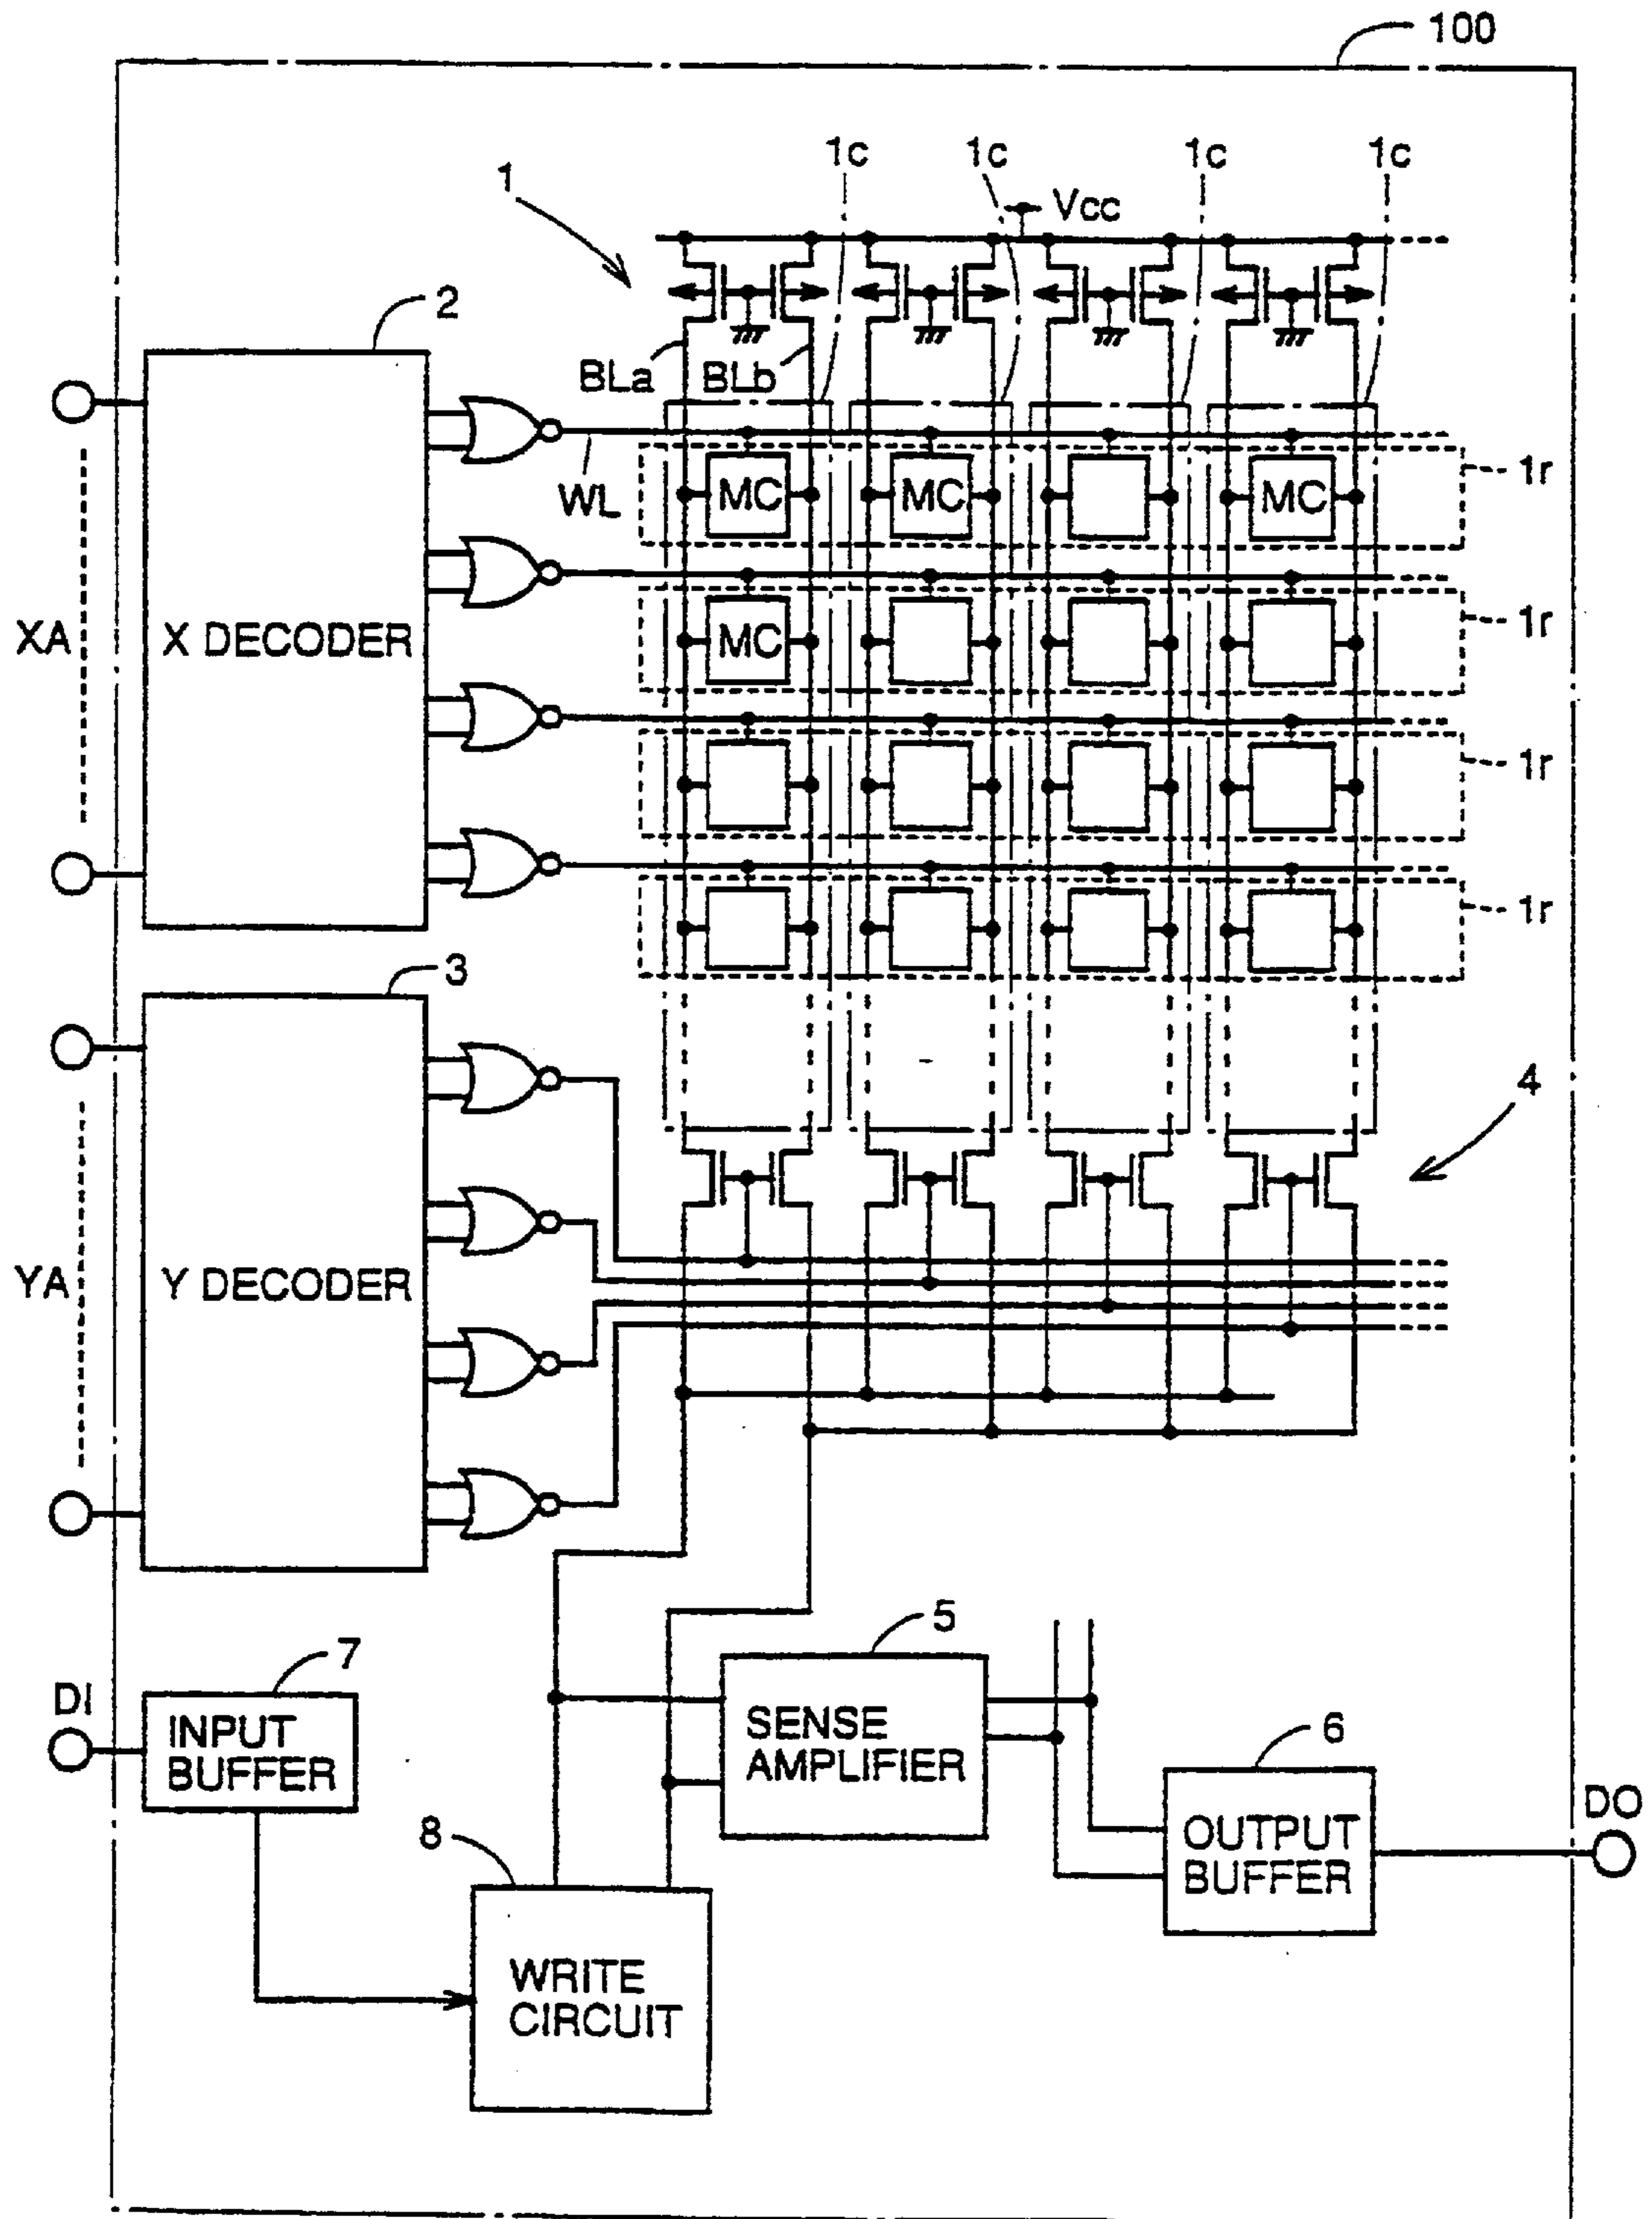 100
1c
1c
1c
1c
1
Vcc
2
BLa
BLb
WL
MC
MC
MC
1r
XA
X DECODER
MC
1r
1r
1r
3
4
YA
Y DECODER
5
7
DI
INPUT
BUFFER
SENSE
AMPLIFIER
6
DO
8
OUTPUT
BUFFER
WRITE
CIRCUIT